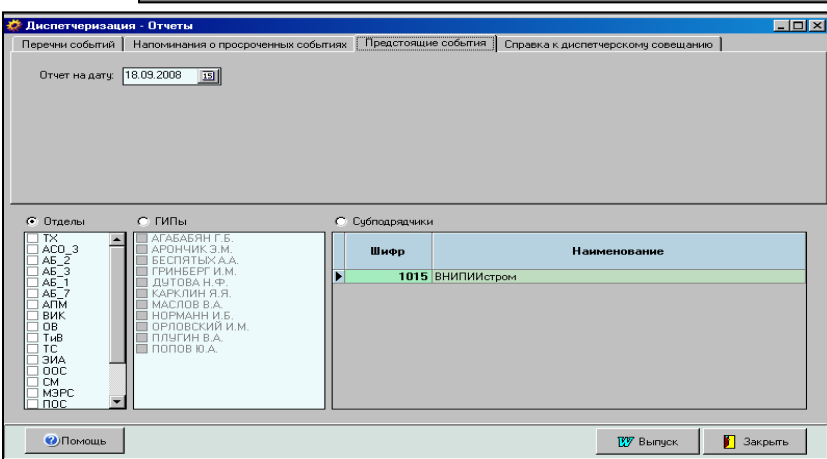 Диспетчеризация - Отчеты
Перечни событий Напоминания о просроченных событиях Предстоящие события Справка к диспетчерскому совещанию
Отчет на дату: 18.09.2008 15
Отделы ГИПы Субподрядчики
ТХ
АСО_3
АБ_2
АБ_3
АБ_1
АБ_7
АПМ
ВИК
ОВ
ТиВ
ТС
ЭИА
ООС
СМ
МЭРС
ПОС
АГАБАБЯН Г.Б.
АРОНЧИК Э.М.
БЕСПЯТЫХ А.А.
ГРИНБЕРГ И.М.
ДУТОВА Н.Ф.
КАРКЛИН Я.Я.
МАСЛОВ В.А.
НОРМАНН И.Б.
ОРЛОВСКИЙ И.М.
ПЛУГИН В.А.
ПОПОВ Ю.А.
Шифр Наименование
1015 ВНИПИИстром
Помощь Выпуск Закрыть